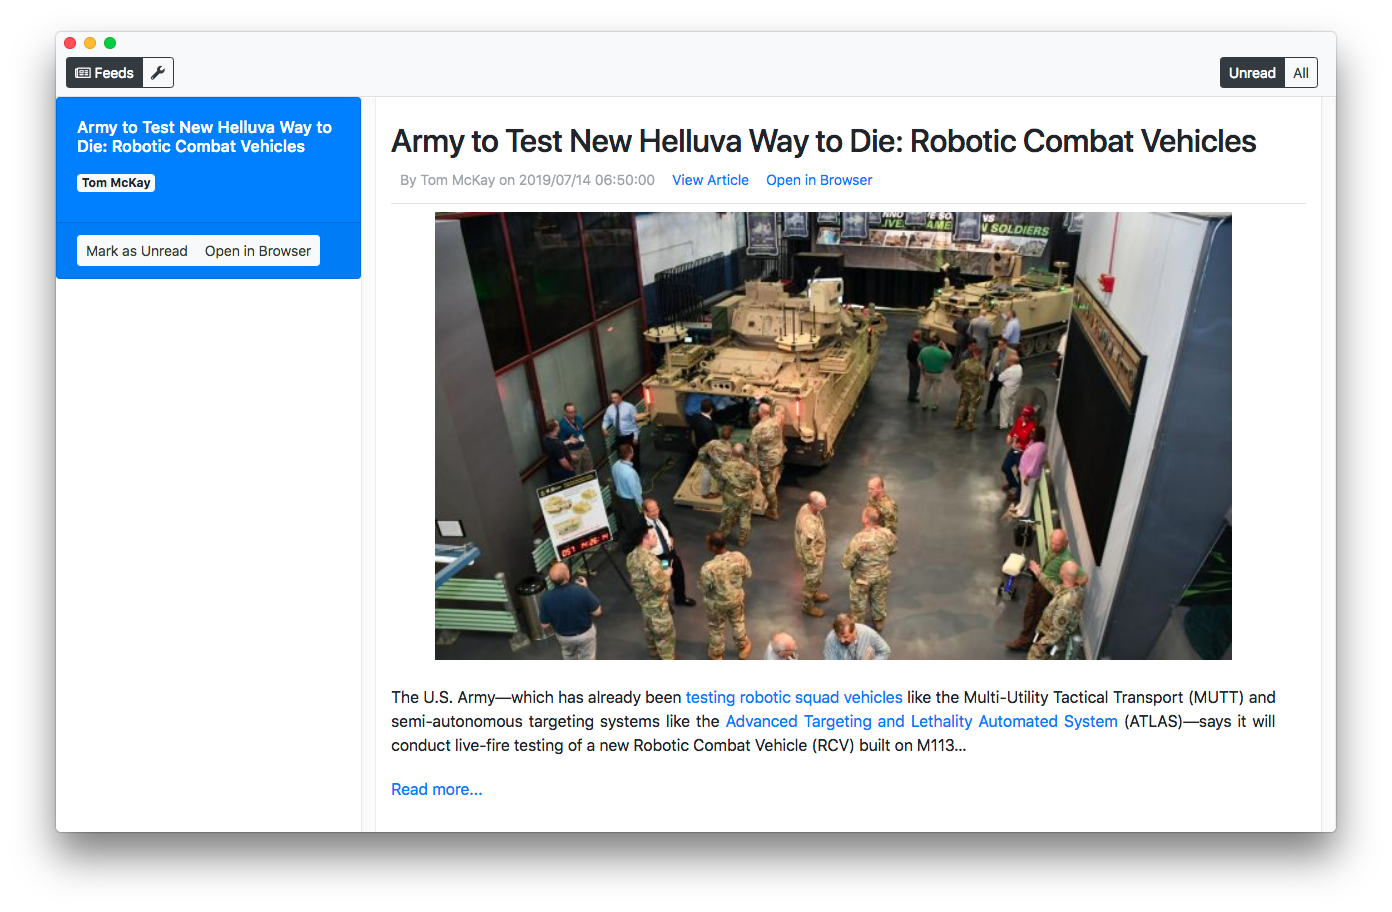 Feeds
Unread All
Army to Test New Helluva Way to
Die: Robotic Combat Vehicles
Tom McKay
Mark as Unread Open in Browser
Army to Test New Helluva Way to Die: Robotic Combat Vehicles
By Tom McKay on 2019/07/14 06:50:00 View Article Open in Browser
SOLDIERS
The U.S. Army—which has already been testing robotic squad vehicles like the Multi-Utility Tactical Transport (MUTT) and
semi-autonomous targeting systems like the Advanced Targeting and Lethality Automated System (ATLAS)—says it will
conduct live-fire testing of a new Robotic Combat Vehicle (RCV) built on M113...
Read more...